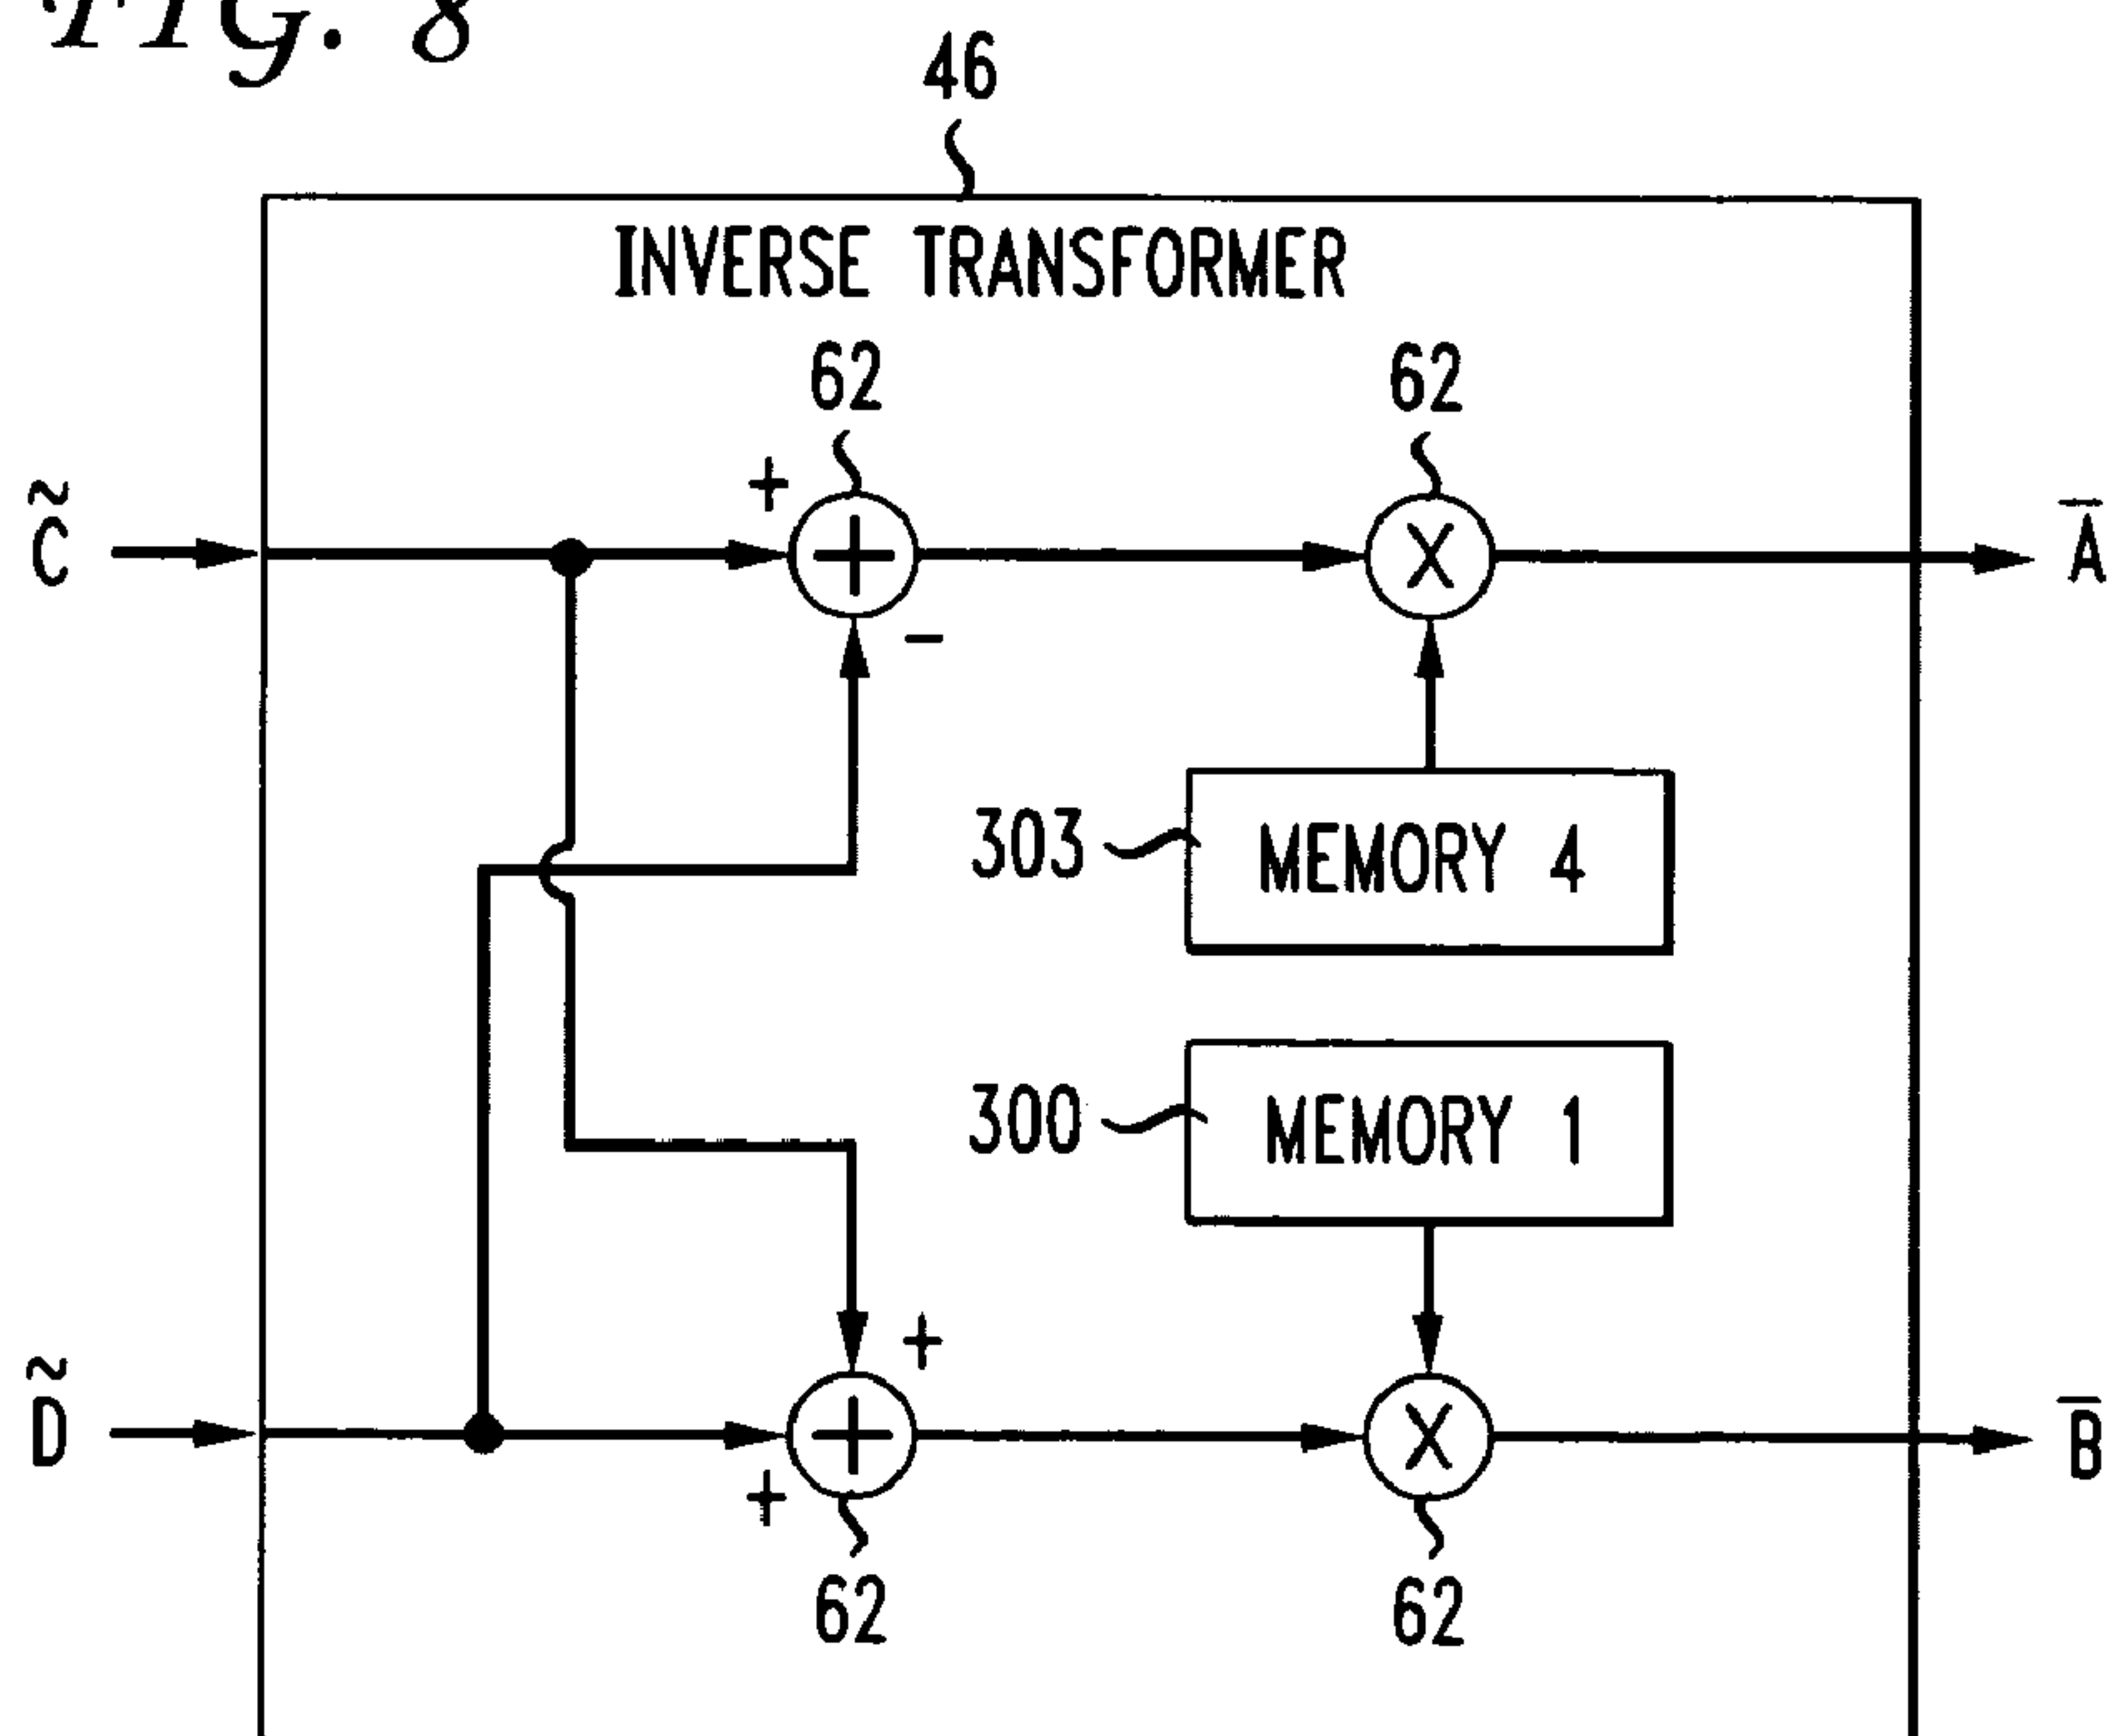 FIG. 8
46
INVERSE TRANSFORMER
62 62
+
C̃ + X Ā
−
303 MEMORY 4
300 MEMORY 1
+
D̃ + X B̄
+
62 62